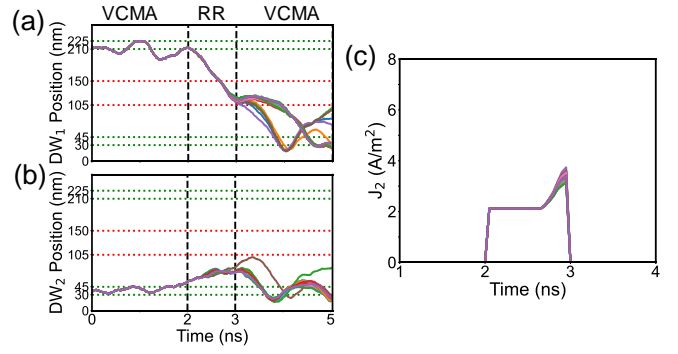 VCMA RR VCMA
(a)
225
210
150
105
45
30
0
DW₁ Position (nm)
(b)
225
210
150
105
45
30
0
DW₂ Position (nm)
0 2 3 5
Time (ns)
(c)
8
6
4
2
0
J₂ (A/m²)
1 2 3 4
Time (ns)